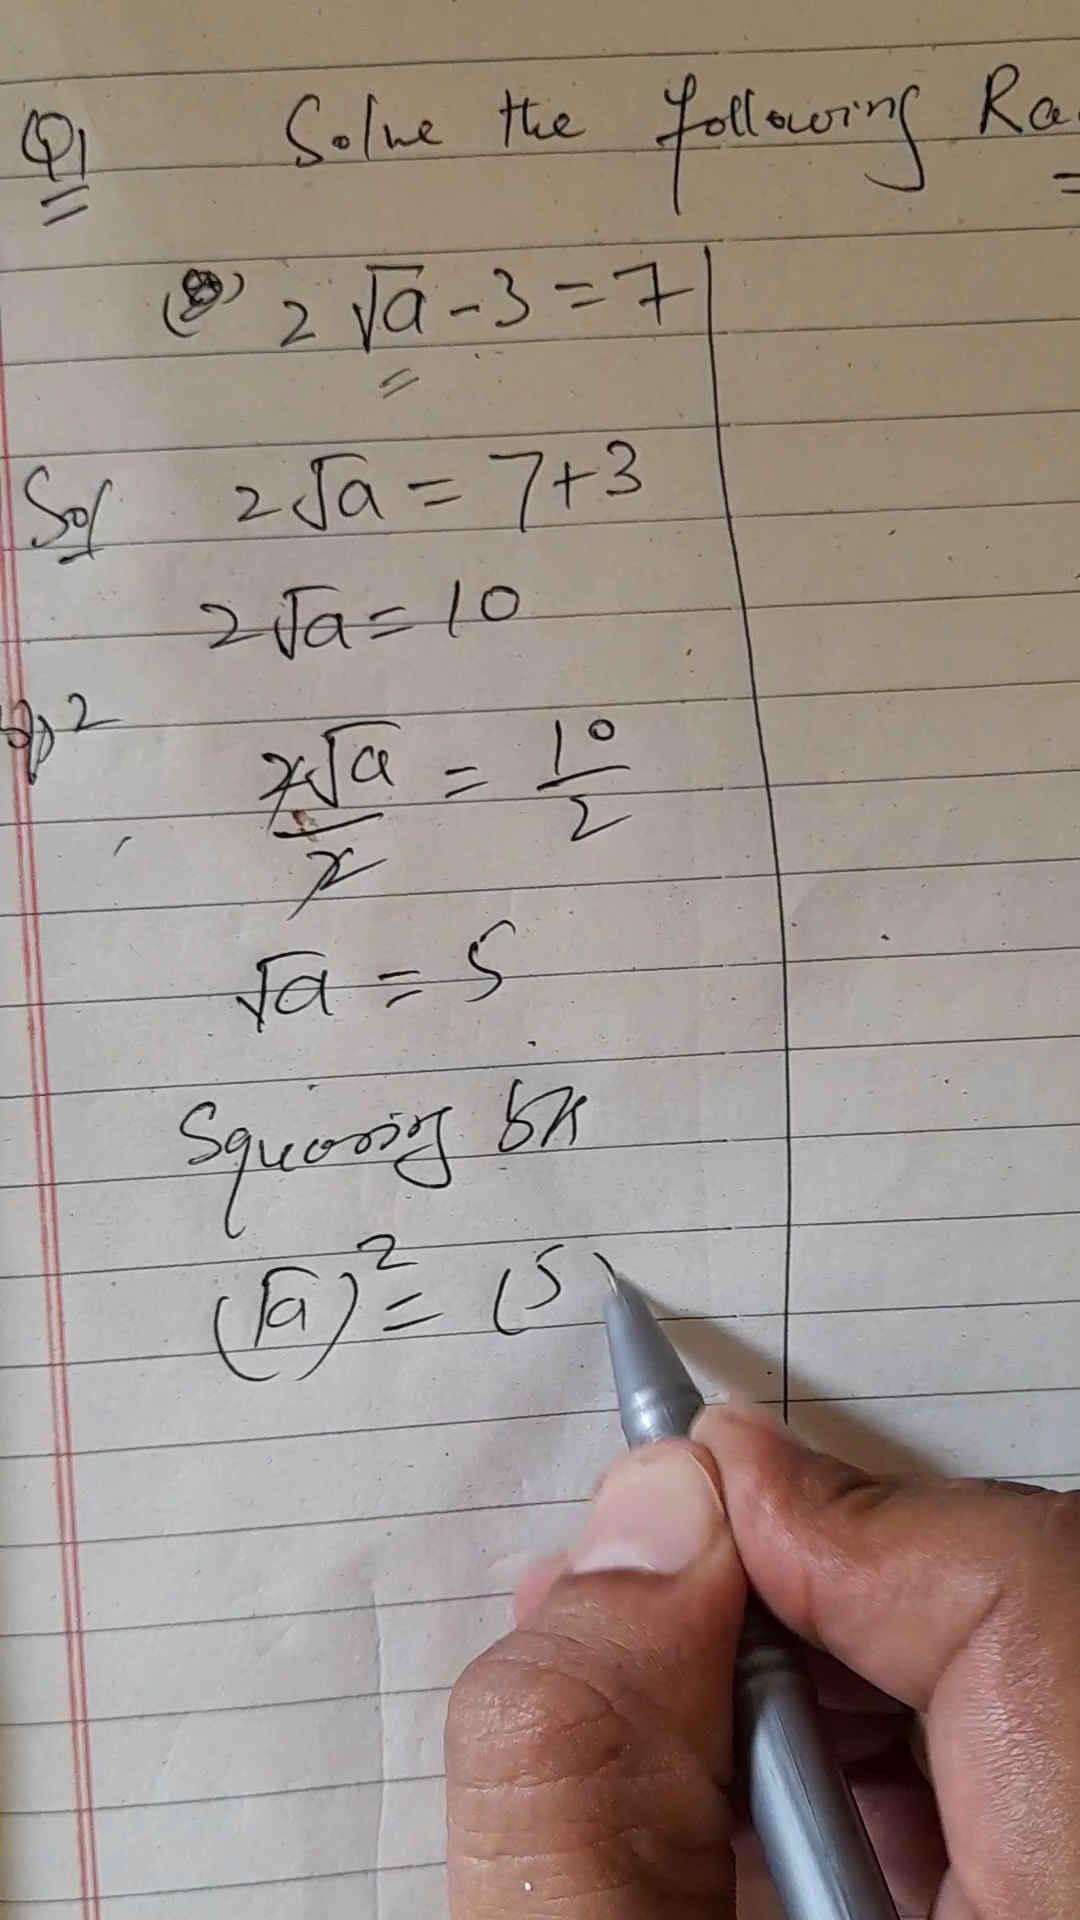 Q1 Solve the following Ra
2√a - 3 = 7
Sol 2√a = 7+3
2√a = 10
2
2√a/2 = 10/2
√a = 5
Squaring
(√a)² = (5)